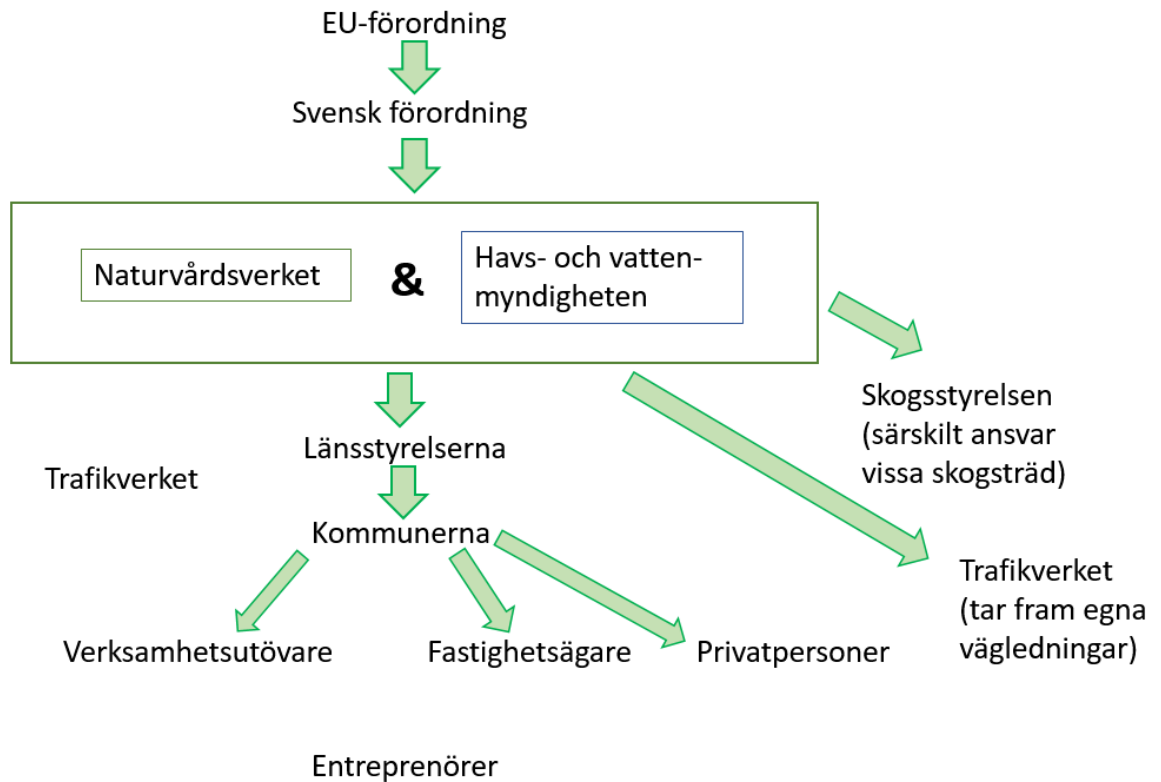 EU-förordning
Svensk förordning
Naturvårdsverket
&
Havs- och vatten-
myndigheten
Länsstyrelserna
Trafikverket
Kommunerna
Skogsstyrelsen
(särskilt ansvar
vissa skogsträd)
Trafikverket
(tar fram egna
vägledningar)
Verksamhetsutövare
Fastighetsägare
Privatpersoner
Entreprenörer